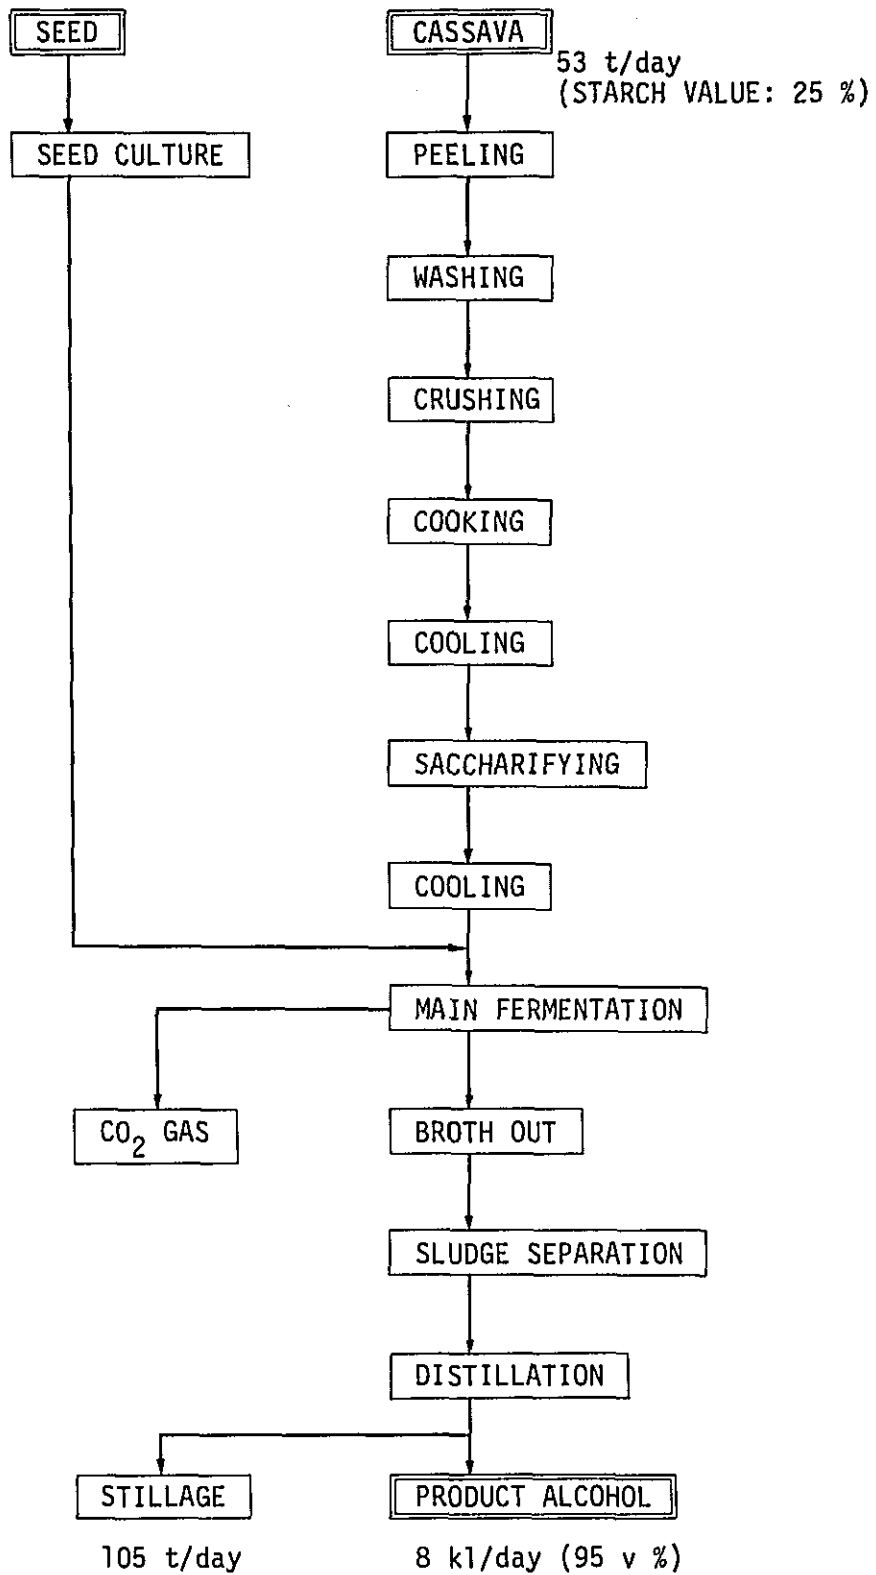 SEED
CASSAVA
53 t/day
(STARCH VALUE: 25 %)
SEED CULTURE
PEELING
WASHING
CRUSHING
COOKING
COOLING
SACCHARIFYING
COOLING
MAIN FERMENTATION
CO2 GAS
BROTH OUT
SLUDGE SEPARATION
DISTILLATION
STILLAGE
PRODUCT ALCOHOL
105 t/day
8 kl/day (95 v %)